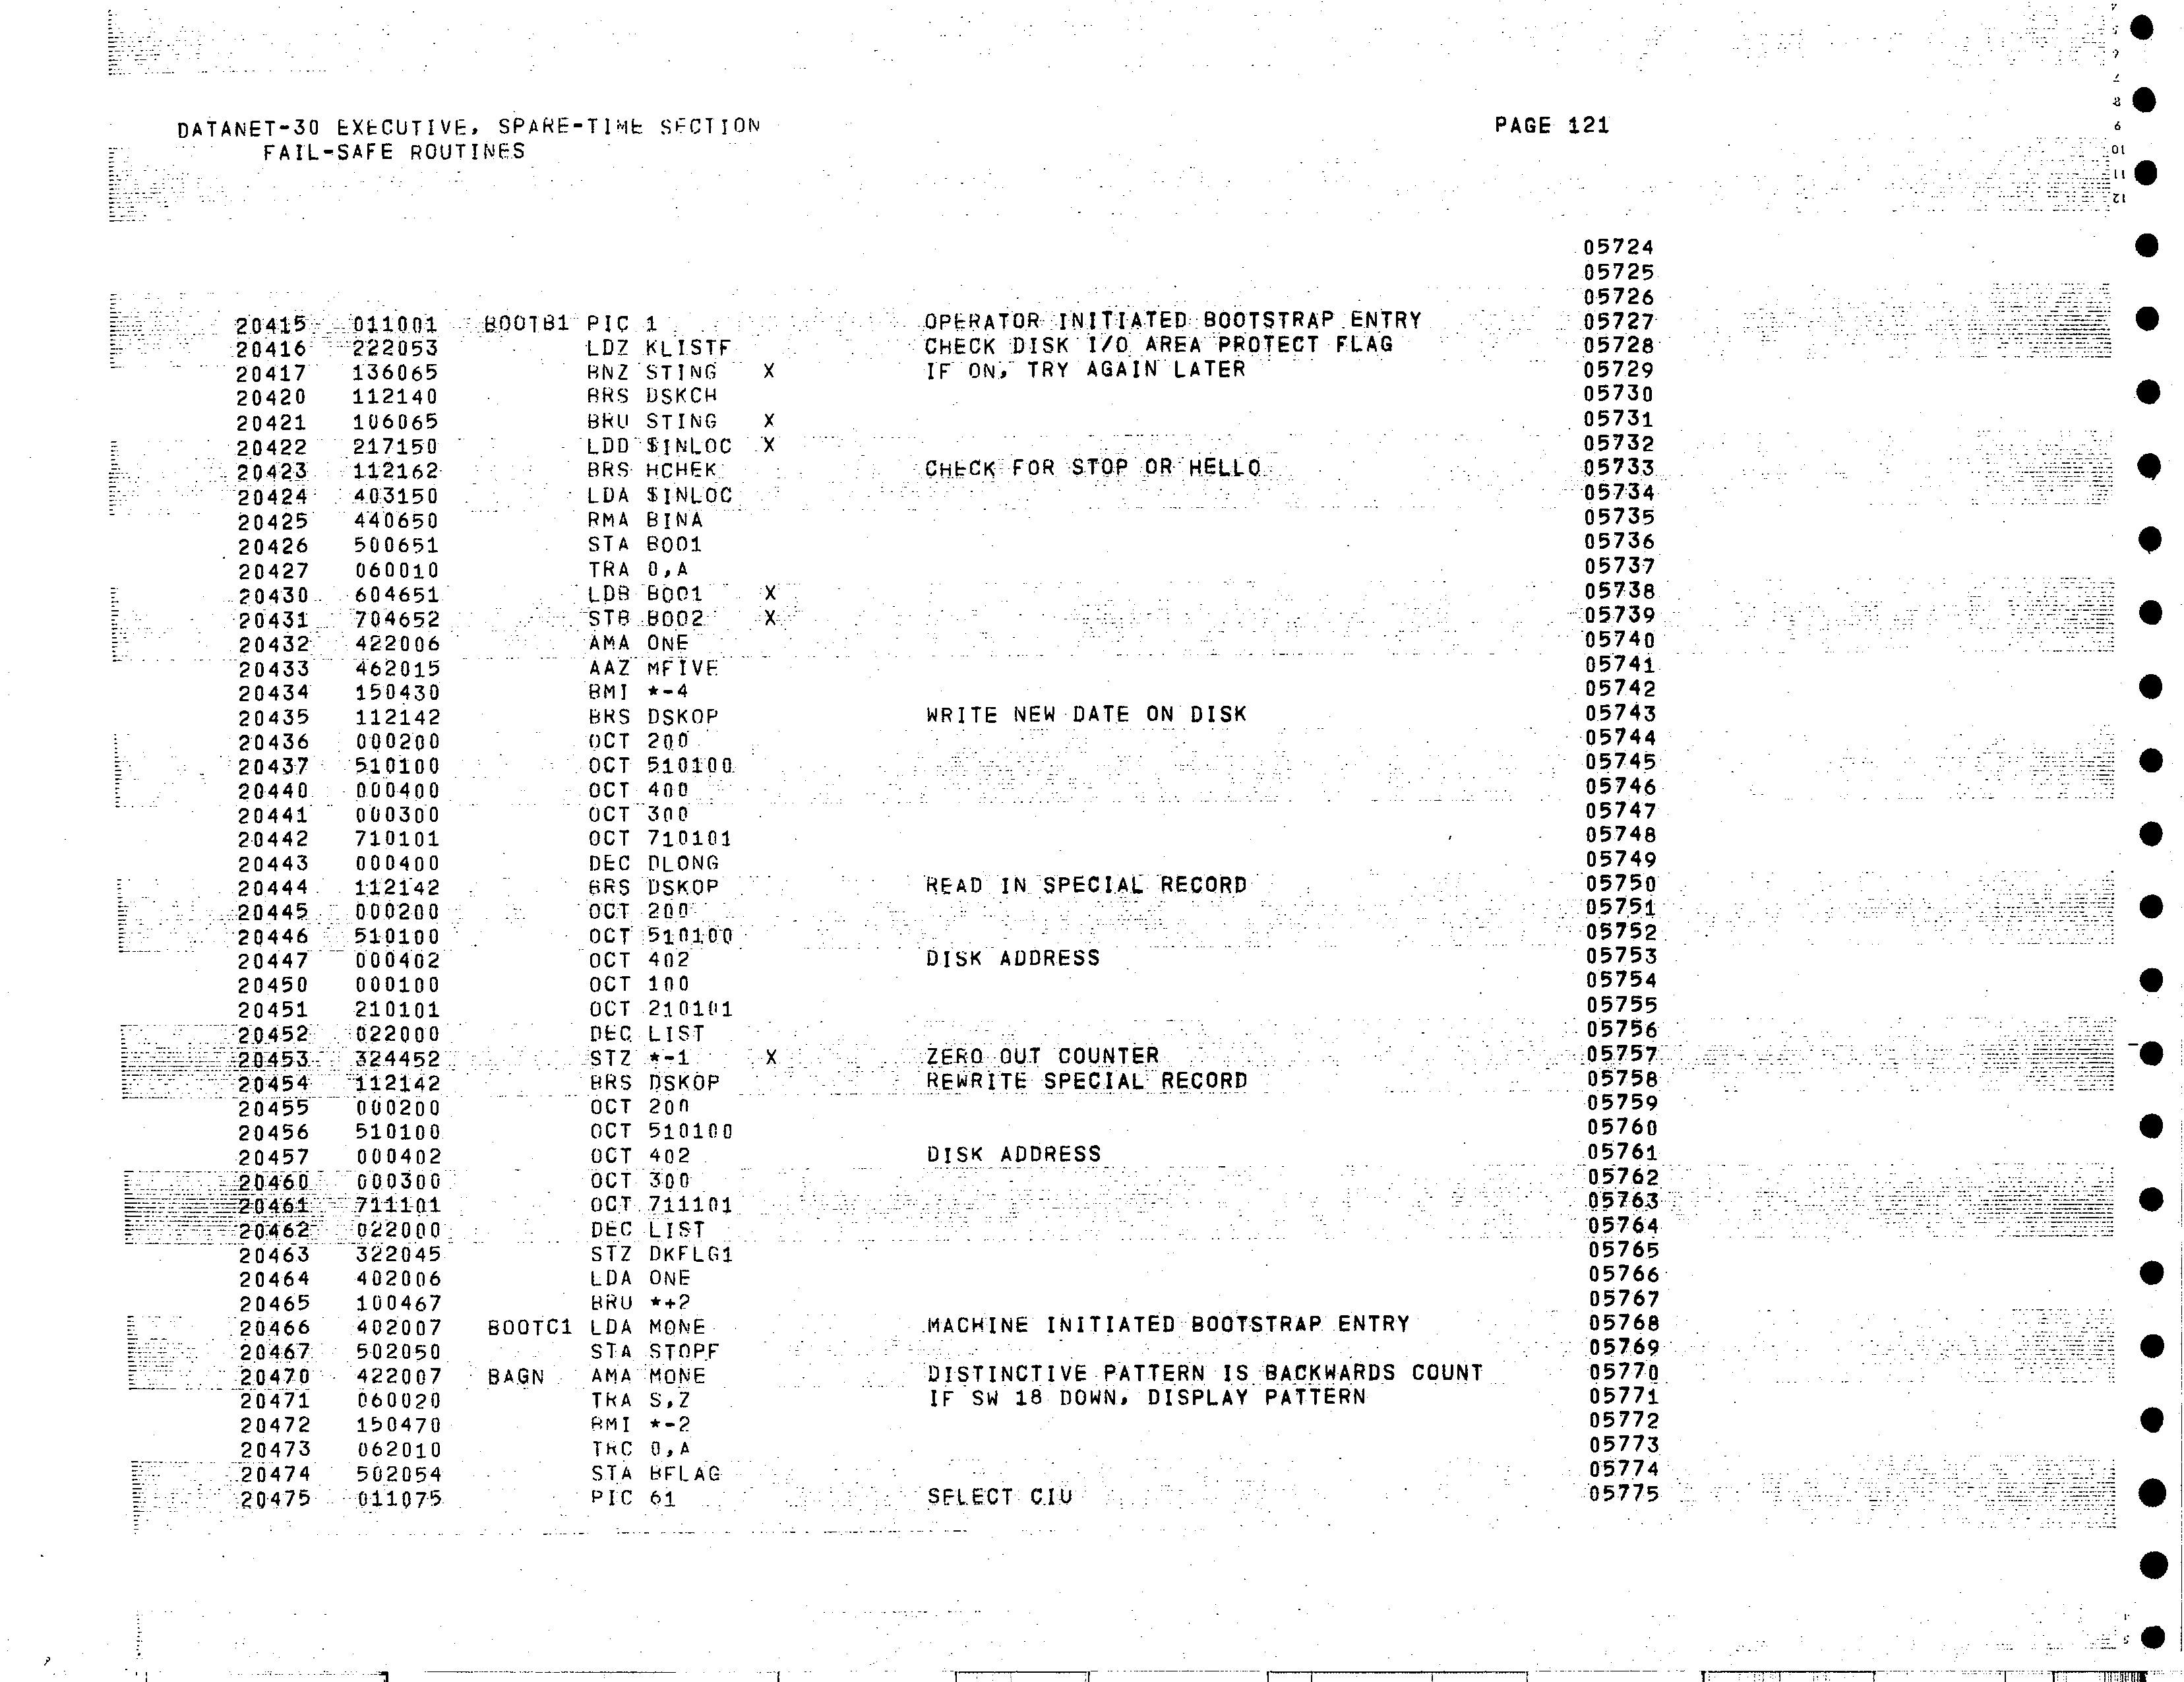 DATANET-30 EXECUTIVE, SPARE-TIME SECTION PAGE 121
FAIL-SAFE ROUTINES
05724
05725
05726
20415 011001 BOOTB1 PIC 1 OPERATOR INITIATED BOOTSTRAP ENTRY 05727
20416 222053 LDZ KLISTF CHECK DISK I/O AREA PROTECT FLAG 05728
20417 136065 BNZ STING X IF ON, TRY AGAIN LATER 05729
20420 112140 BRS DSKCH 05730
20421 106065 BRU STING X 05731
20422 217150 LDD $INLOC X 05732
20423 112162 BRS HCHEK CHECK FOR STOP OR HELLO 05733
20424 403150 LDA $INLOC 05734
20425 440650 RMA BINA 05735
20426 500651 STA BOO1 05736
20427 060010 TRA 0,A 05737
20430 604651 LDB BOO1 X 05738
20431 704652 STB BOO2 X 05739
20432 422006 AMA ONE 05740
20433 462015 AAZ MFIVE 05741
20434 150430 BMI *-4 05742
20435 112142 BRS DSKOP WRITE NEW DATE ON DISK 05743
20436 000200 OCT 200 05744
20437 510100 OCT 510100 05745
20440 000400 OCT 400 05746
20441 000300 OCT 300 05747
20442 710101 OCT 710101 05748
20443 000400 DEC DLONG 05749
20444 112142 BRS DSKOP READ IN SPECIAL RECORD 05750
20445 000200 OCT 200 05751
20446 510100 OCT 510100 05752
20447 000402 OCT 402 DISK ADDRESS 05753
20450 000100 OCT 100 05754
20451 210101 OCT 210101 05755
20452 022000 DEC LIST 05756
20453 324452 STZ *-1 X ZERO OUT COUNTER 05757
20454 112142 BRS DSKOP REWRITE SPECIAL RECORD 05758
20455 000200 OCT 200 05759
20456 510100 OCT 510100 05760
20457 000402 OCT 402 DISK ADDRESS 05761
20460 000300 OCT 300 05762
20461 711101 OCT 711101 05763
20462 022000 DEC LIST 05764
20463 322045 STZ DKFLG1 05765
20464 402006 LDA ONE 05766
20465 100467 BRU *+2 05767
20466 402007 BOOTC1 LDA MONE MACHINE INITIATED BOOTSTRAP ENTRY 05768
20467 502050 STA STOPF 05769
20470 422007 BAGN AMA MONE DISTINCTIVE PATTERN IS BACKWARDS COUNT 05770
20471 060020 TRA S,Z IF SW 18 DOWN, DISPLAY PATTERN 05771
20472 150470 BMI *-2 05772
20473 062010 TRC 0,A 05773
20474 502054 STA BFLAG 05774
20475 011075 PIC 61 SELECT CIU 05775